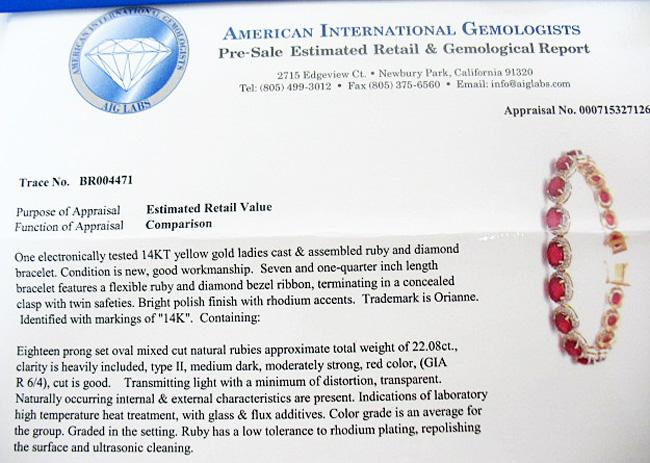 AMERICAN INTERNATIONAL GEMOLOGISTS
AIG LABS
AMERICAN INTERNATIONAL GEMOLOGISTS
Pre-Sale Estimated Retail & Gemological Report
2715 Edgeview Ct. • Newbury Park, California 91320
Tel: (805) 499-3012 • Fax (805) 375-6560 • Email: info@aiglabs.com
Appraisal No. 000715327126
Trace No. BR004471
Purpose of Appraisal Estimated Retail Value
Function of Appraisal Comparison
One electronically tested 14KT yellow gold ladies cast & assembled ruby and diamond
bracelet. Condition is new, good workmanship. Seven and one-quarter inch length
bracelet features a flexible ruby and diamond bezel ribbon, terminating in a concealed
clasp with twin safeties. Bright polish finish with rhodium accents. Trademark is Orianne.
Identified with markings of "14K". Containing:
Eighteen prong set oval mixed cut natural rubies approximate total weight of 22.08ct.,
clarity is heavily included, type II, medium dark, moderately strong, red color, (GIA
R 6/4), cut is good. Transmitting light with a minimum of distortion, transparent.
Naturally occurring internal & external characteristics are present. Indications of laboratory
high temperature heat treatment, with glass & flux additives. Color grade is an average for
the group. Graded in the setting. Ruby has a low tolerance to rhodium plating, repolishing
the surface and ultrasonic cleaning.